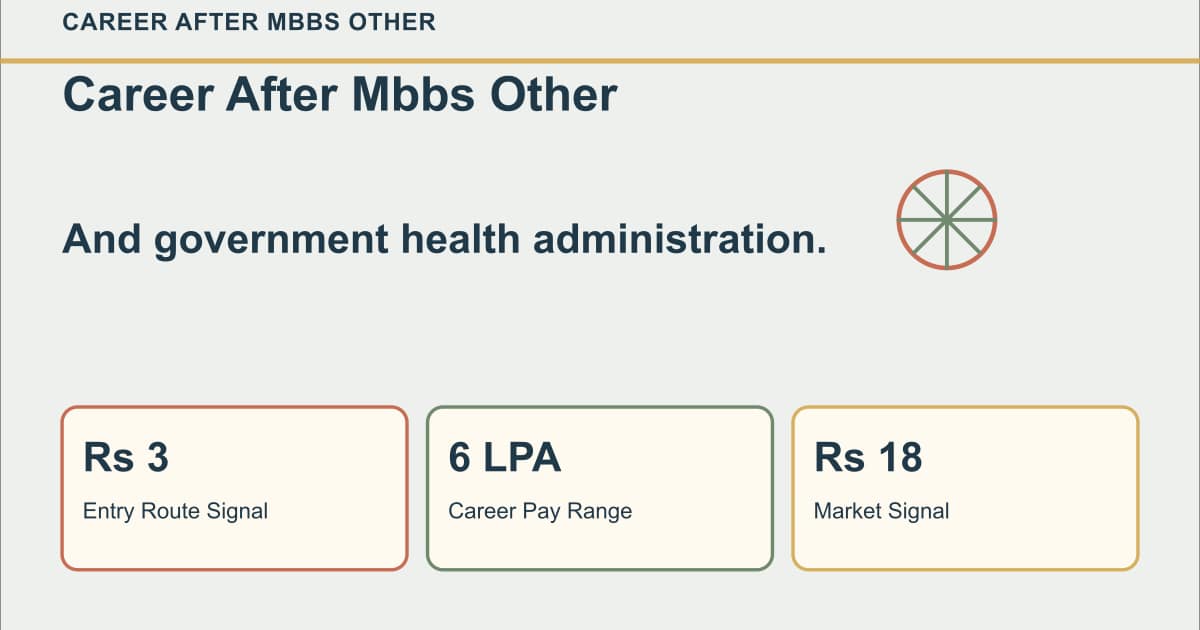 CAREER AFTER MBBS OTHER
Career After Mbbs Other
And government health administration.
Rs 3
Entry Route Signal
6 LPA
Career Pay Range
Rs 18
Market Signal